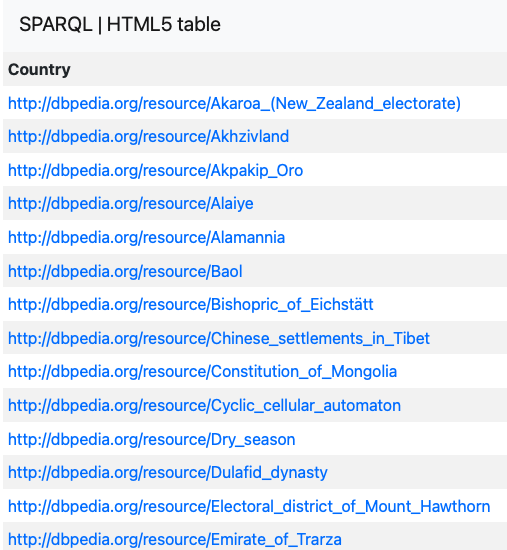 SPARQL | HTML5 table
Country
http://dbpedia.org/resource/Akaroa_(New_Zealand_electorate)
http://dbpedia.org/resource/Akhzivland
http://dbpedia.org/resource/Akpakip_Oro
http://dbpedia.org/resource/Alaiye
http://dbpedia.org/resource/Alamannia
http://dbpedia.org/resource/Baol
http://dbpedia.org/resource/Bishopric_of_Eichstätt
http://dbpedia.org/resource/Chinese_settlements_in_Tibet
http://dbpedia.org/resource/Constitution_of_Mongolia
http://dbpedia.org/resource/Cyclic_cellular_automaton
http://dbpedia.org/resource/Dry_season
http://dbpedia.org/resource/Dulafid_dynasty
http://dbpedia.org/resource/Electoral_district_of_Mount_Hawthorn
http://dbpedia.org/resource/Emirate_of_Trarza